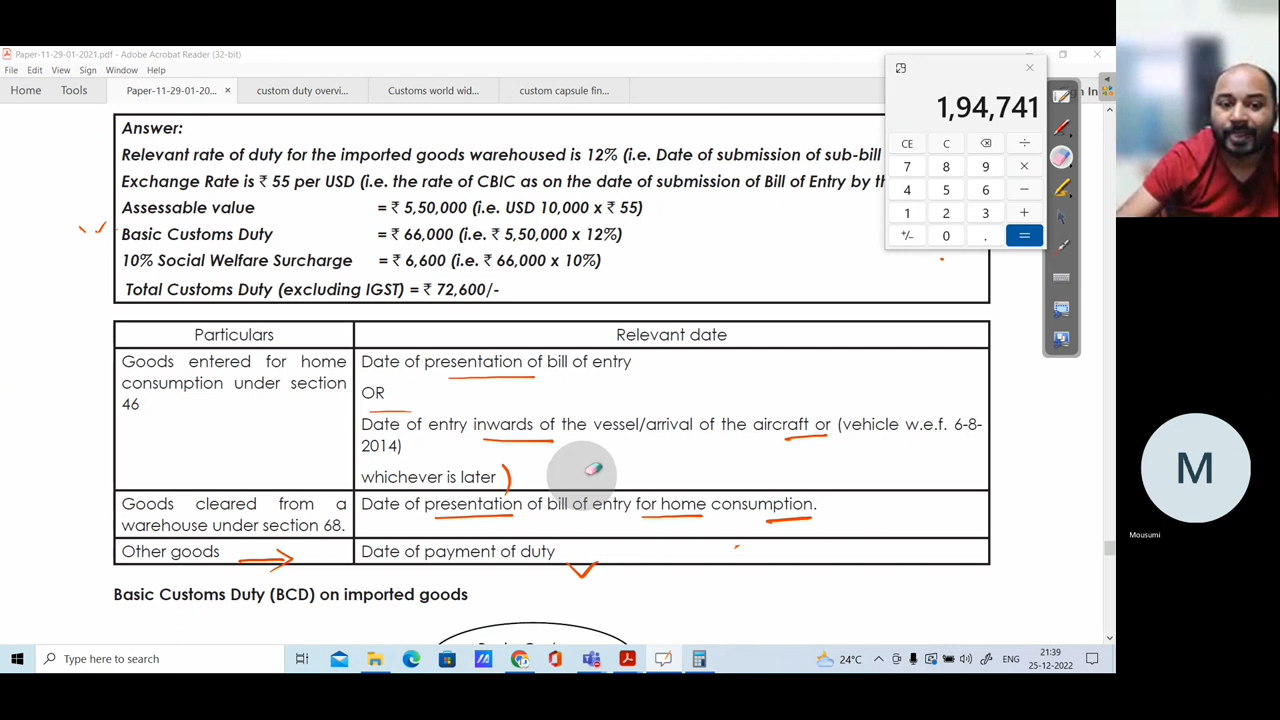 Paper-11-29-01-2021.pdf - Adobe Acrobat Reader (32-bit)
File Edit View Sign Window Help
Home Tools Paper-11-29-01-20... × custom duty overvi... Customs world wid... custom capsule fin... Sign In
1,94,741
CE C ÷
7 8 9 ×
4 5 6 −
1 2 3 +
+/- 0 . =
Answer:
Relevant rate of duty for the imported goods warehoused is 12% (i.e. Date of submission of sub-bill
Exchange Rate is ₹ 55 per USD (i.e. the rate of CBIC as on the date of submission of Bill of Entry by th
Assessable value = ₹ 5,50,000 (i.e. USD 10,000 x ₹ 55)
Basic Customs Duty = ₹ 66,000 (i.e. ₹ 5,50,000 x 12%)
10% Social Welfare Surcharge = ₹ 6,600 (i.e. ₹ 66,000 x 10%)
Total Customs Duty (excluding IGST) = ₹ 72,600/-
Particulars Relevant date
Goods entered for home consumption under section 46
Date of presentation of bill of entry
OR
Date of entry inwards of the vessel/arrival of the aircraft or (vehicle w.e.f. 6-8-
2014)
whichever is later
Goods cleared from a warehouse under section 68.
Date of presentation of bill of entry for home consumption.
Other goods Date of payment of duty
Basic Customs Duty (BCD) on imported goods
M
Mousumi
Type here to search
24°C ENG 21:39
25-12-2022